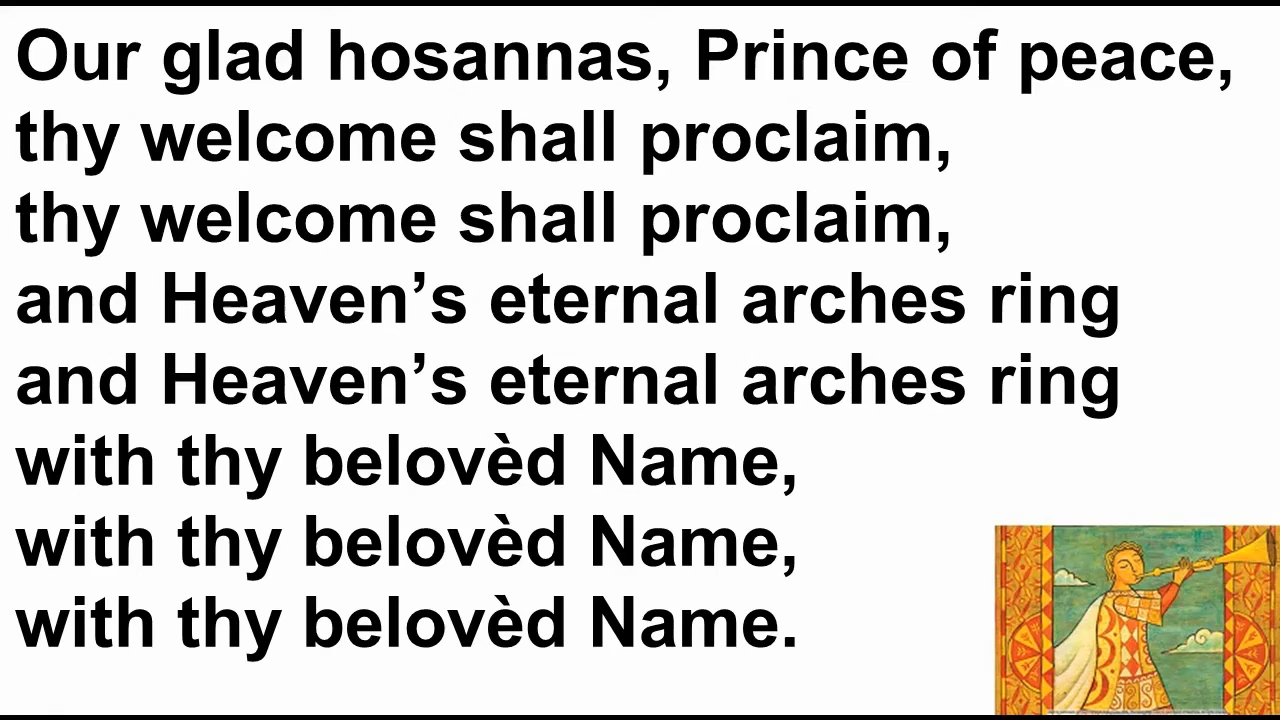 Our glad hosannas, Prince of peace,
thy welcome shall proclaim,
thy welcome shall proclaim,
and Heaven’s eternal arches ring
and Heaven’s eternal arches ring
with thy belovèd Name,
with thy belovèd Name,
with thy belovèd Name.